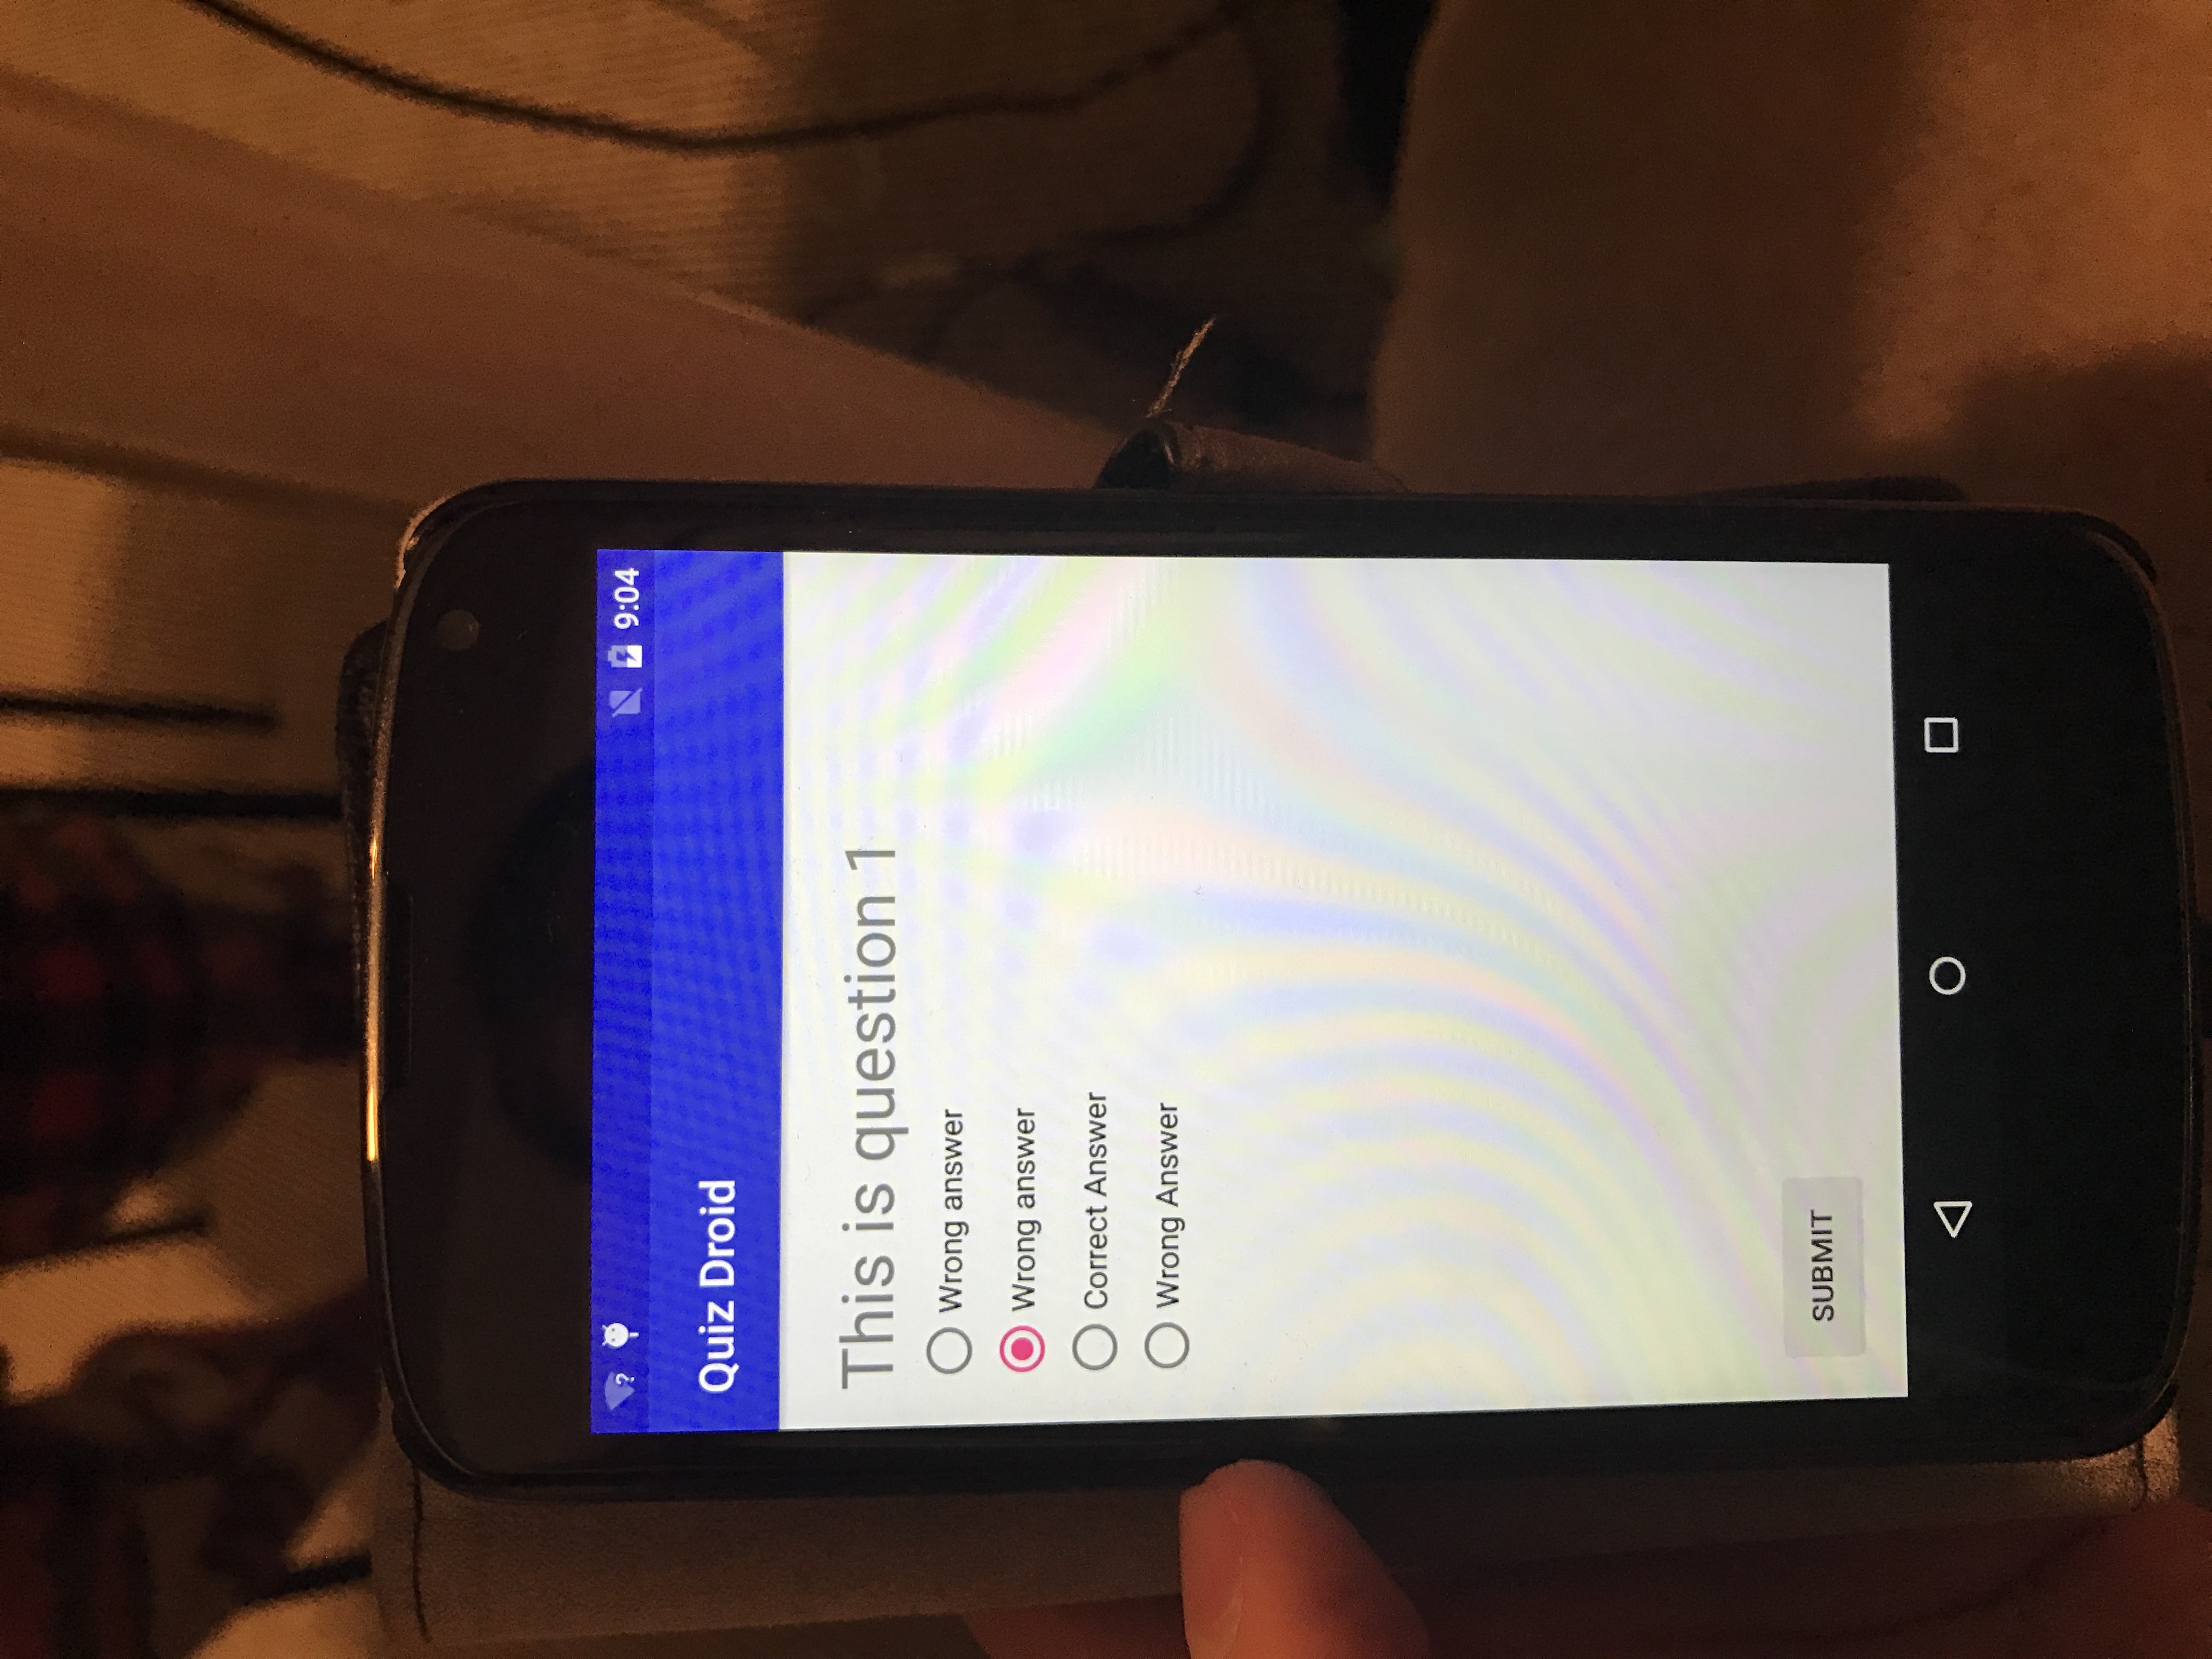 9:04
Quiz Droid
This is question 1
Wrong answer
Wrong answer
Correct Answer
Wrong Answer
SUBMIT